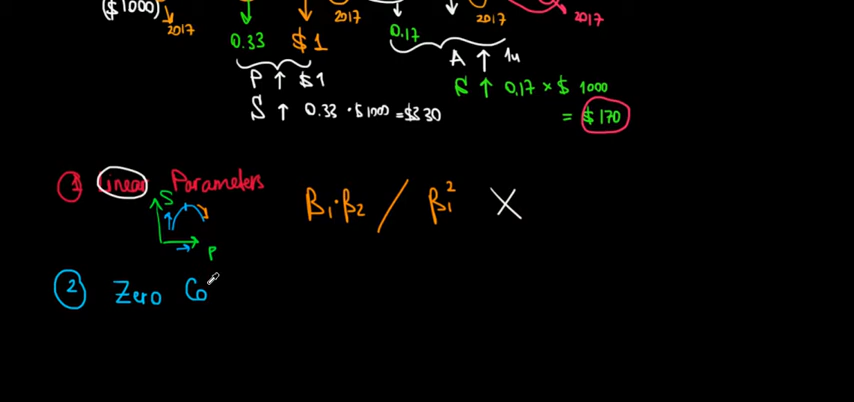 ($1000)
2017
2017
2017
2017
0.33 $1
0.17
P ↑ $1
A ↑ 1u
S ↑ 0.33 · $1000 = $330
S ↑ 0.17 × $ 1000
= $170
1 Linear Parameters
S
P
β1·β2 / β1² X
2 Zero Co